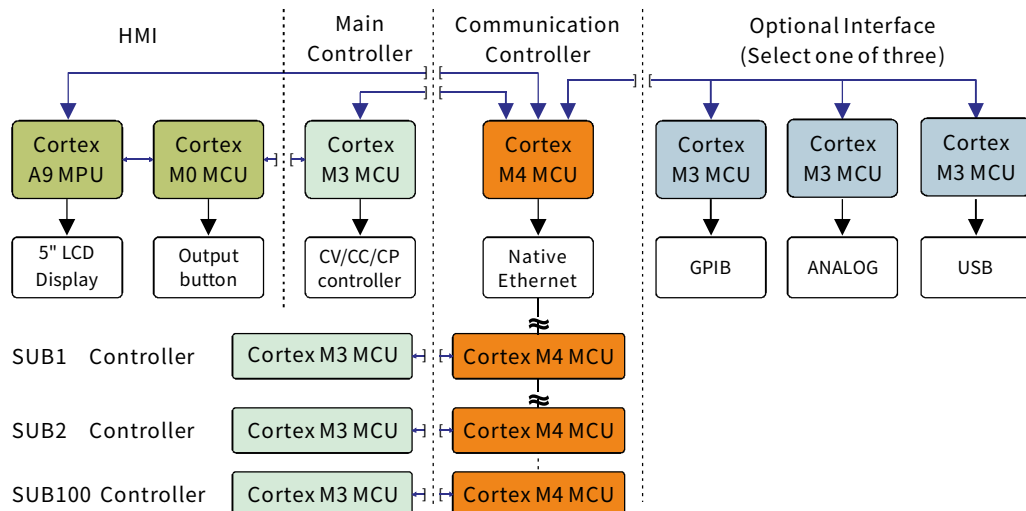 HMI
Main
Controller
Communication
Controller
Optional Interface
(Select one of three)
Cortex
A9 MPU
Cortex
M0 MCU
Cortex
M3 MCU
Cortex
M4 MCU
Cortex
M3 MCU
Cortex
M3 MCU
Cortex
M3 MCU
5" LCD
Display
Output
button
CV/CC/CP
controller
Native
Ethernet
GPIB
ANALOG
USB
SUB1 Controller
Cortex M3 MCU
Cortex M4 MCU
SUB2 Controller
Cortex M3 MCU
Cortex M4 MCU
SUB100 Controller
Cortex M3 MCU
Cortex M4 MCU